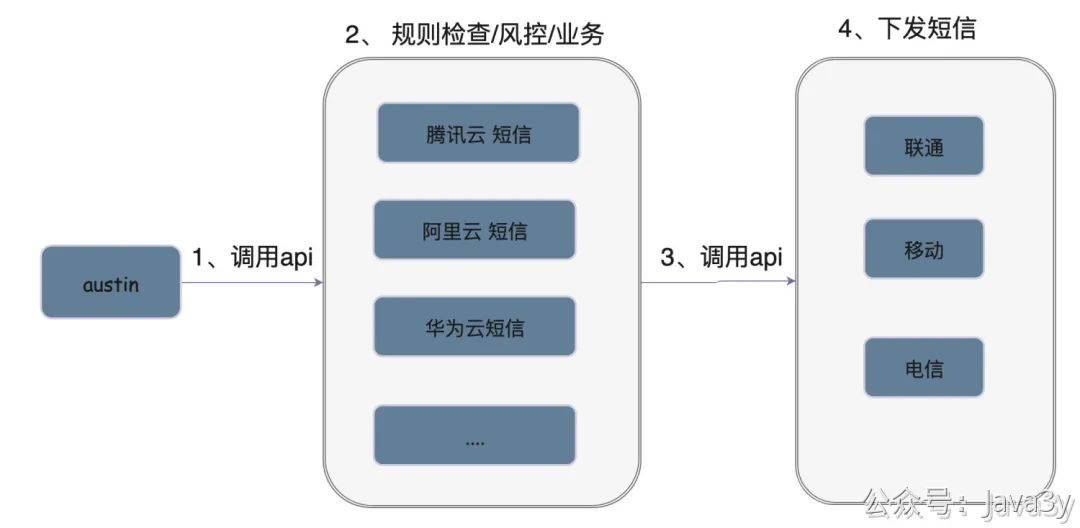 2、 规则检查/风控/业务
4、下发短信
腾讯云 短信
联通
阿里云 短信
1、调用api
3、调用api
移动
austin
华为云短信
电信
....
公众号：Java3y